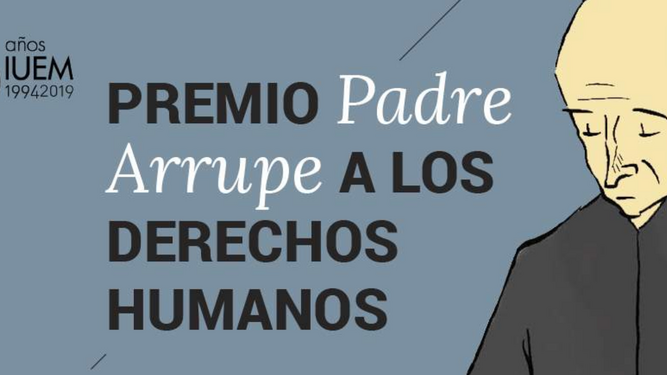 años
IUEM
19942019
PREMIO Padre
Arrupe A LOS
DERECHOS
HUMANOS